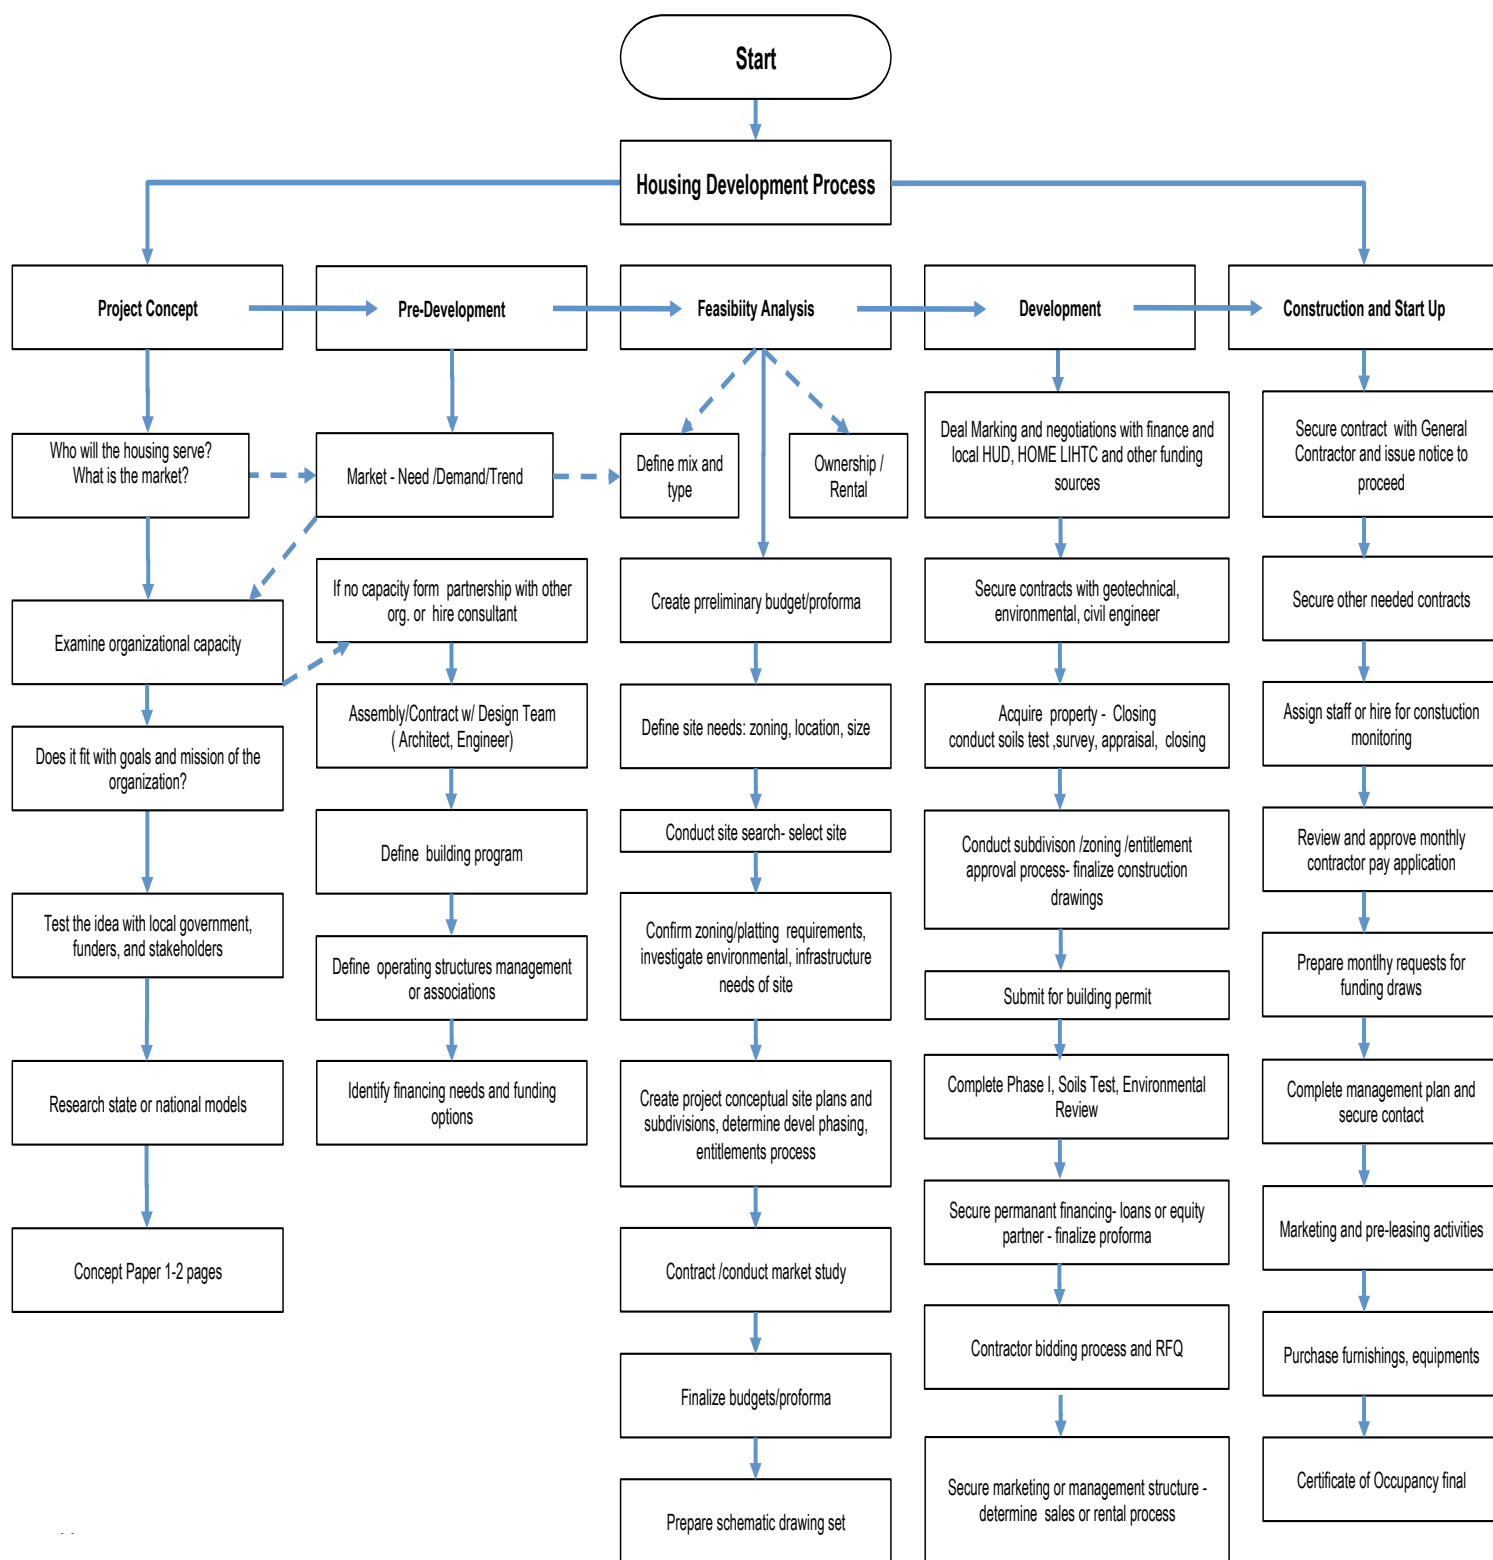 Start
Housing Development Process
Project Concept
Pre-Development
Feasibiity Analysis
Development
Construction and Start Up
Who will the housing serve?
What is the market?
Examine organizational capacity
Does it fit with goals and mission of the
organization?
Test the idea with local government,
funders, and stakeholders
Research state or national models
Concept Paper 1-2 pages
Market - Need /Demand/Trend
If no capacity form partnership with other
org. or hire consultant
Assembly/Contract w/ Design Team
( Architect, Engineer)
Define building program
Define operating structures management
or associations
Identify financing needs and funding
options
Define mix and
type
Ownership /
Rental
Create preliminary budget/proforma
Define site needs: zoning, location, size
Conduct site search- select site
Confirm zoning/platting requirements,
investigate environmental, infrastructure
needs of site
Create project conceptual site plans and
subdivisions, determine devel phasing,
entitlements process
Contract /conduct market study
Finalize budgets/proforma
Prepare schematic drawing set
Deal Marking and negotiations with finance and
local HUD, HOME LIHTC and other funding
sources
Secure contracts with geotechnical,
environmental, civil engineer
Acquire property - Closing
conduct soils test ,survey, appraisal, closing
Conduct subdivison /zoning /entitlement
approval process- finalize construction
drawings
Submit for building permit
Complete Phase I, Soils Test, Environmental
Review
Secure permanant financing- loans or equity
partner - finalize proforma
Contractor bidding process and RFQ
Secure marketing or management structure -
determine sales or rental process
Secure contract with General
Contractor and issue notice to
proceed
Secure other needed contracts
Assign staff or hire for constuction
monitoring
Review and approve monthly
contractor pay application
Prepare montlhy requests for
funding draws
Complete management plan and
secure contact
Marketing and pre-leasing activities
Purchase furnishings, equipments
Certificate of Occupancy final